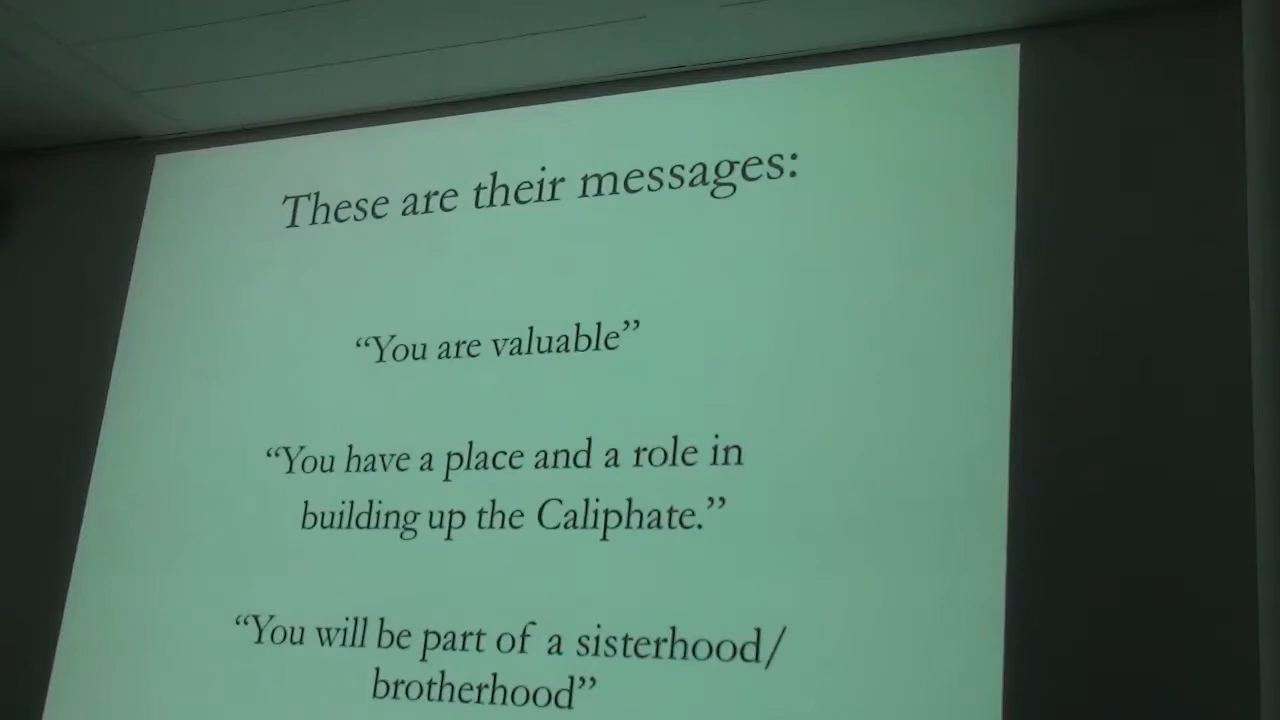 These are their messages:
“You are valuable”
“You have a place and a role in
building up the Caliphate.”
“You will be part of a sisterhood/
brotherhood”